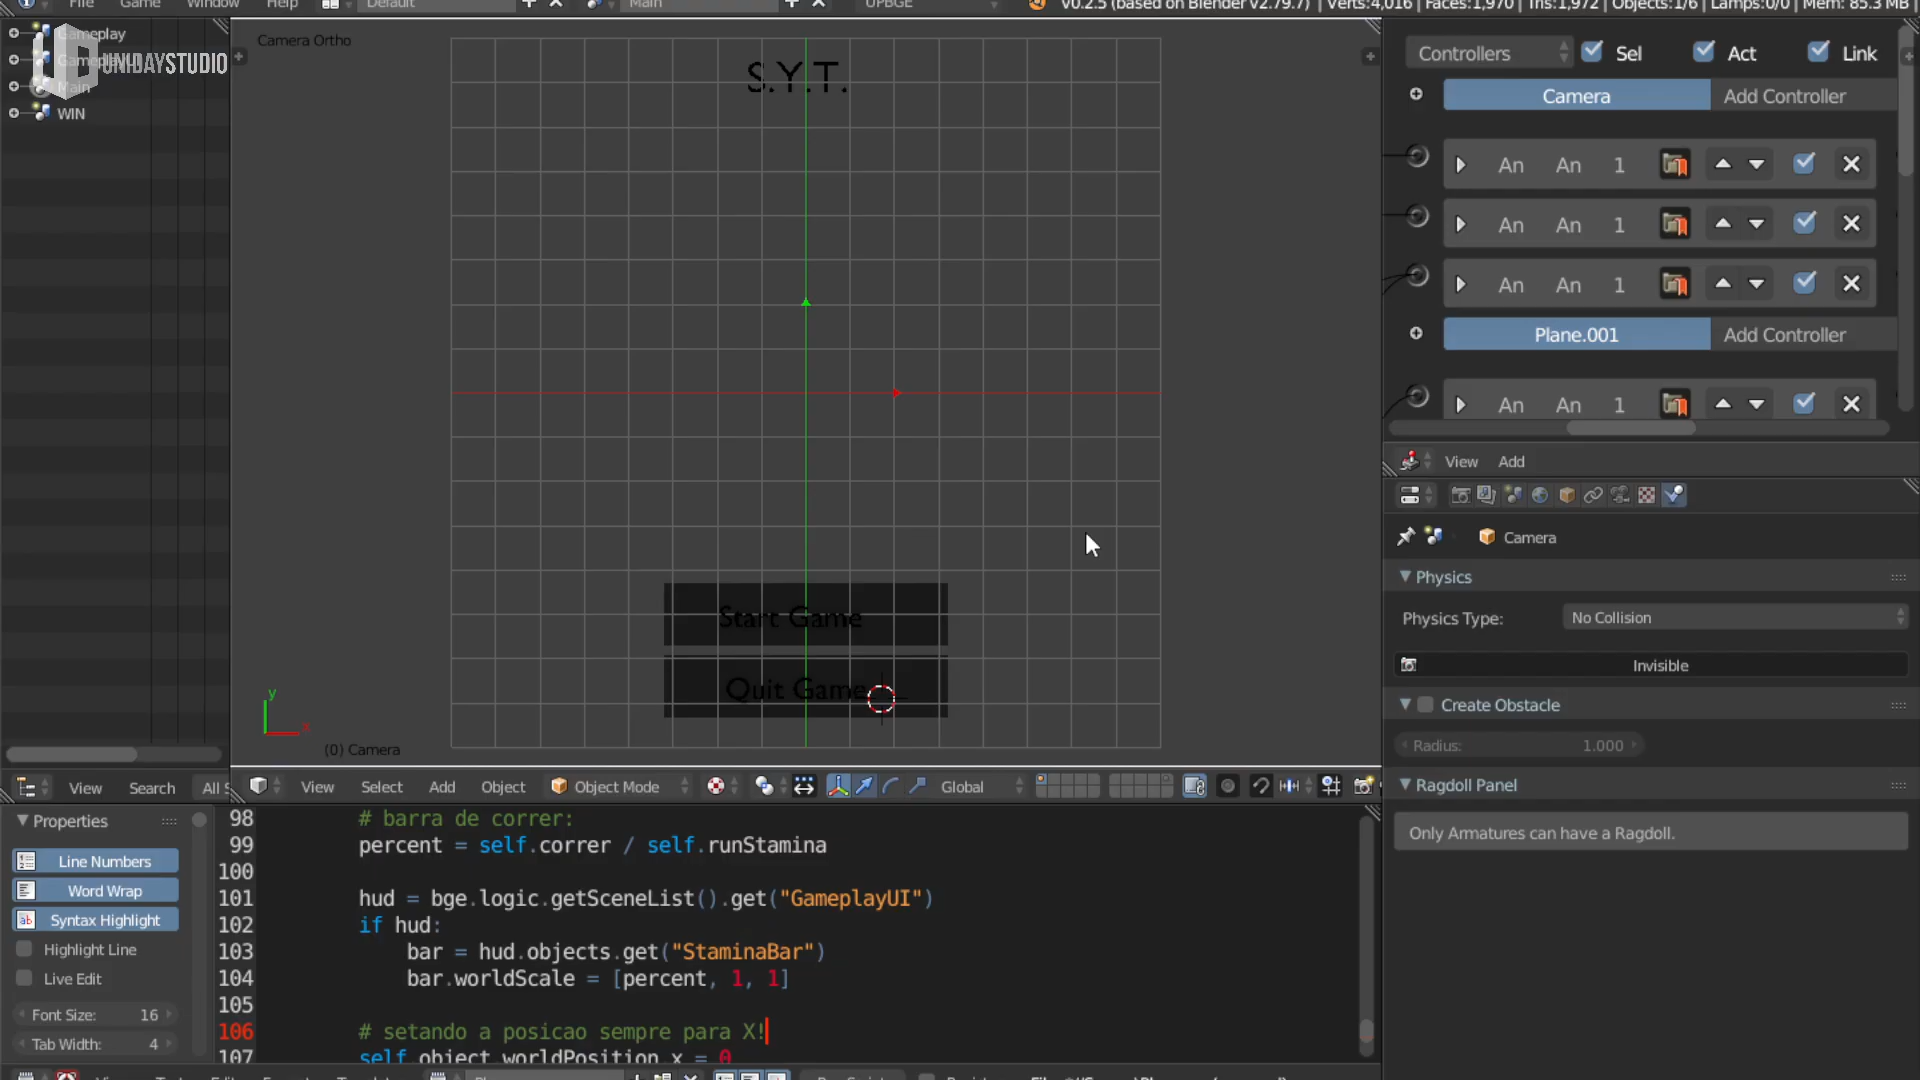 File Game Window Help Default Main UPBGE v0.2.5 (based on Blender v2.79.7) | Verts:4,016 | Faces:1,970 | Tris:1,972 | Objects:1/6 | Lamps:0/0 | Mem: 85.3 MB
Gameplay
UNIDAYSTUDIO
Main
WIN
Camera Ortho
S.Y.T.
Start Game
Quit Game
y
x
(0) Camera
Controllers Sel Act Link
Camera Add Controller
An An 1
An An 1
An An 1
Plane.001 Add Controller
An An 1
View Add
Camera
Physics
Physics Type: No Collision
Invisible
Create Obstacle
Radius: 1.000
Ragdoll Panel
Only Armatures can have a Ragdoll.
View Search All S
View Select Add Object Object Mode Global
Properties
Line Numbers
Word Wrap
Syntax Highlight
Highlight Line
Live Edit
Font Size: 16
Tab Width: 4
98 # barra de correr:
99 percent = self.correr / self.runStamina
100
101 hud = bge.logic.getSceneList().get("GameplayUI")
102 if hud:
103 bar = hud.objects.get("StaminaBar")
104 bar.worldScale = [percent, 1, 1]
105
106 # setando a posicao sempre para X!
107 self.object.worldPosition.x = 0